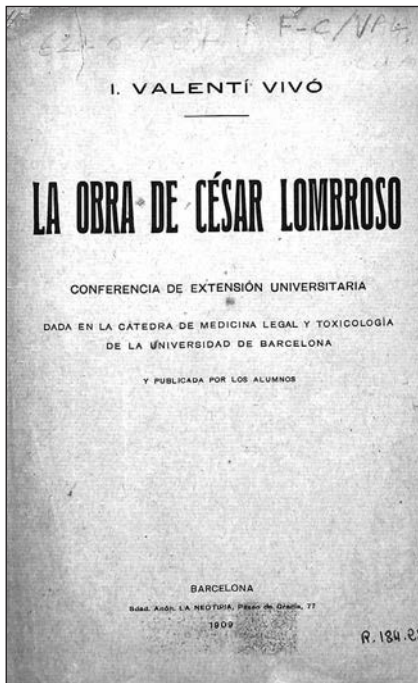 F-C/VAL
I. VALENTÍ VIVÓ
LA OBRA DE CÉSAR LOMBROSO
CONFERENCIA DE EXTENSIÓN UNIVERSITARIA
DADA EN LA CÁTEDRA DE MEDICINA LEGAL Y TOXICOLOGÍA
DE LA UNIVERSIDAD DE BARCELONA
Y PUBLICADA POR LOS ALUMNOS
BARCELONA
Sdad. Anón. LA NEOTIPIA, Paseo de Gracia, 77
1909